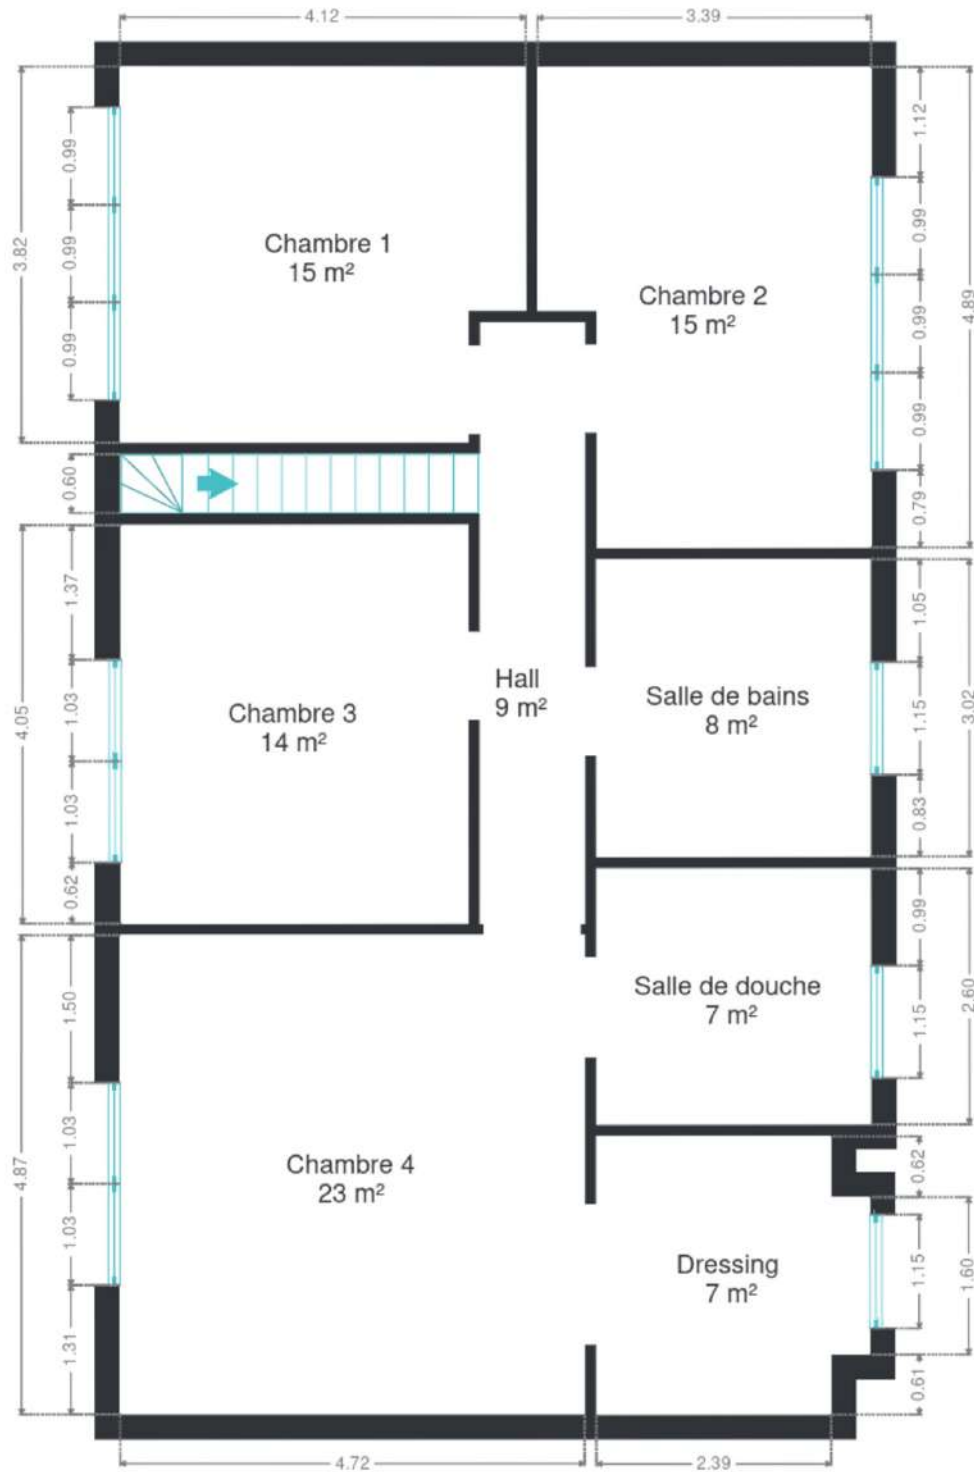 4.12
3.39
3.82
0.99
0.99
0.99
Chambre 1
15 m²
Chambre 2
15 m²
1.12
0.99
0.99
0.99
0.79
4.89
0.60
4.05
1.37
1.03
1.03
0.62
Chambre 3
14 m²
Hall
9 m²
Salle de bains
8 m²
1.05
1.15
0.83
3.02
Salle de douche
7 m²
0.99
1.15
2.60
4.87
1.50
1.03
1.03
1.31
Chambre 4
23 m²
Dressing
7 m²
0.62
1.15
0.61
1.60
4.72
2.39